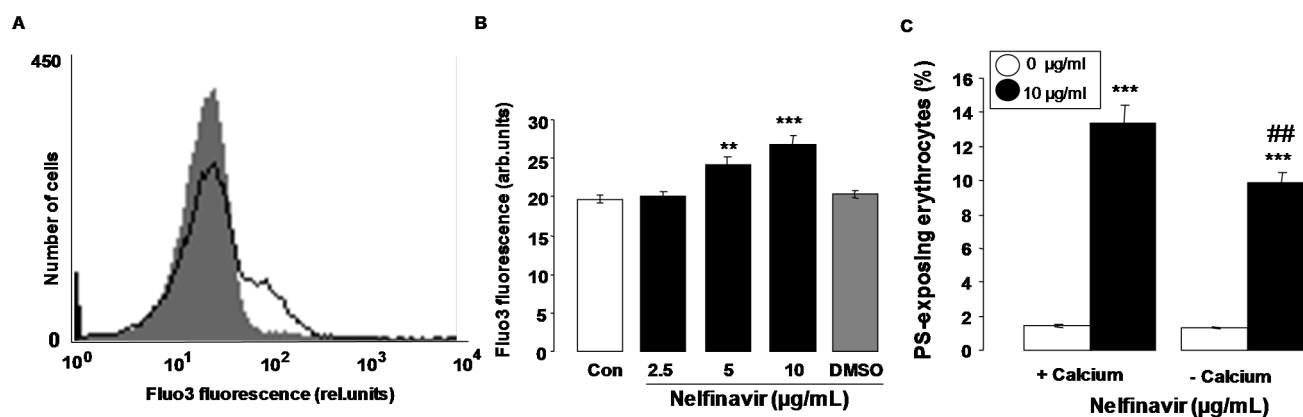 A
450
Number of cells
0
10^0 10^1 10^2 10^3 10^4
Fluo3 fluorescence (rel.units)
B
Fluo3 fluorescence (arb.units)
30
25
20
15
10
5
0
**
***
Con 2.5 5 10 DMSO
Nelfinavir (µg/mL)
C
0 µg/ml
10 µg/ml
PS-exposing erythrocytes (%)
16
14
12
10
8
6
4
2
0
***
##
***
+ Calcium - Calcium
Nelfinavir (µg/mL)